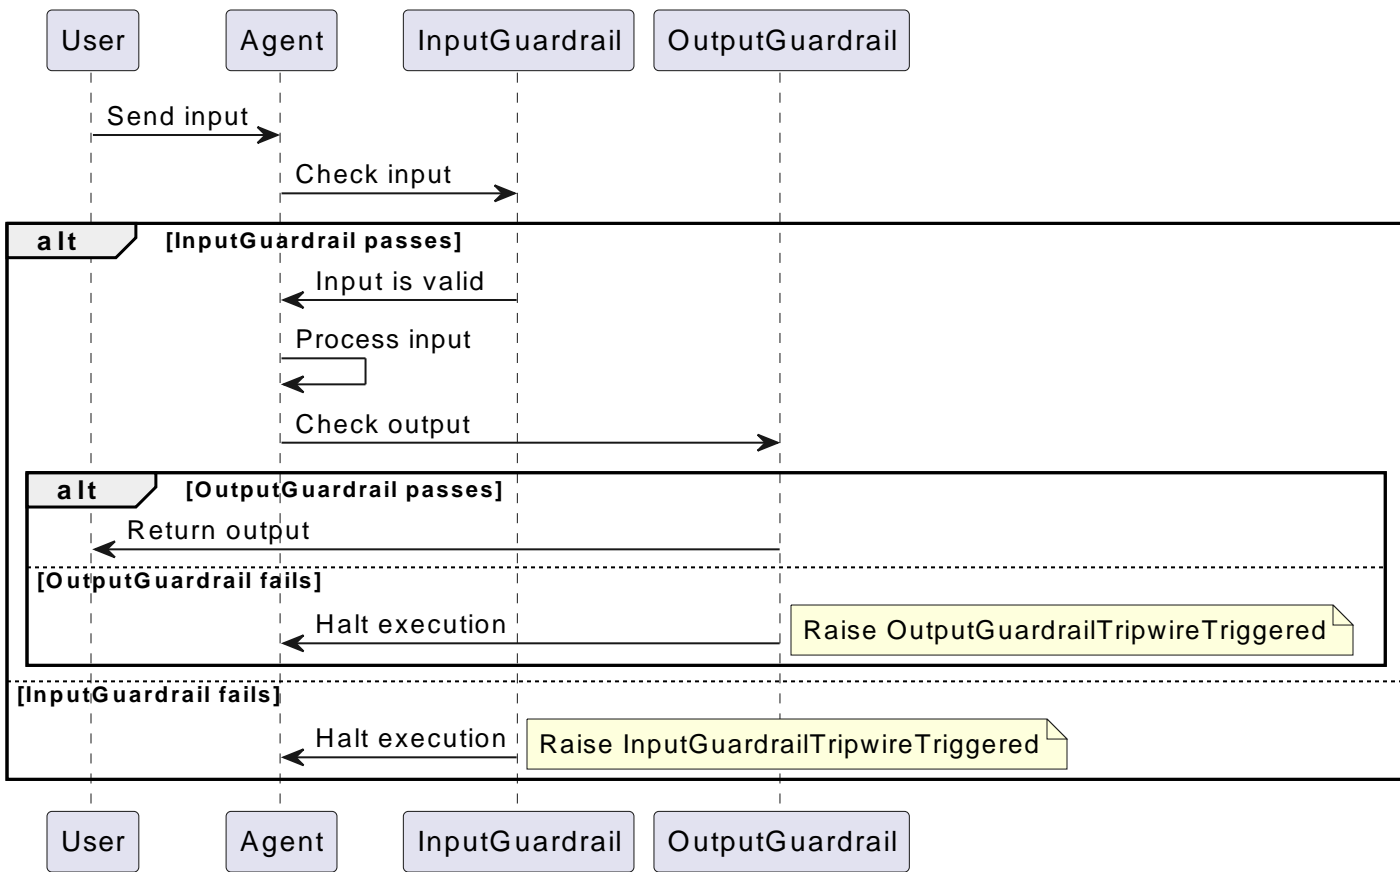 User Agent InputGuardrail OutputGuardrail
Send input
Check input
alt [InputGuardrail passes]
Input is valid
Process input
Check output
alt [OutputGuardrail passes]
Return output
[OutputGuardrail fails]
Halt execution Raise OutputGuardrailTripwireTriggered
[InputGuardrail fails]
Halt execution Raise InputGuardrailTripwireTriggered
User Agent InputGuardrail OutputGuardrail